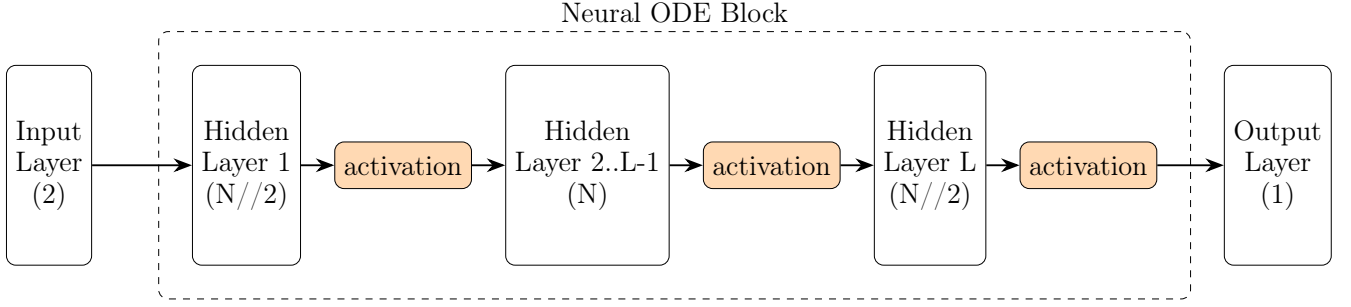 Neural ODE Block
Input
Layer
(2)
Hidden
Layer 1
(N//2)
activation
Hidden
Layer 2..L-1
(N)
activation
Hidden
Layer L
(N//2)
activation
Output
Layer
(1)